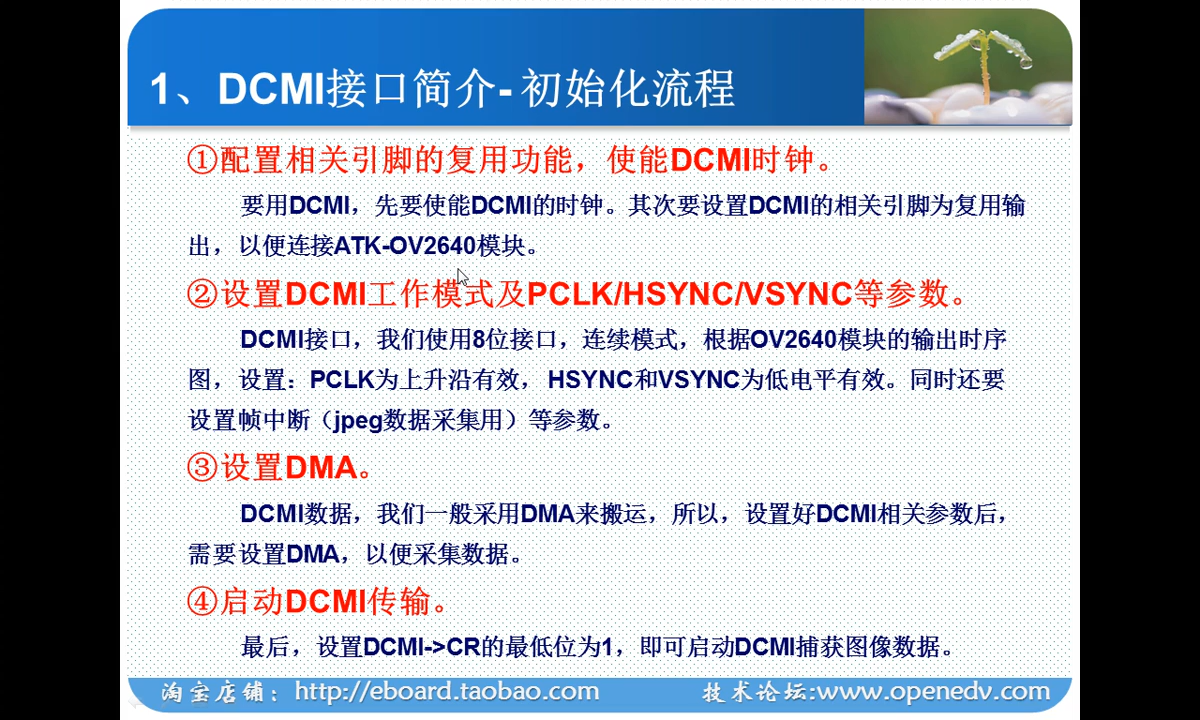 1、DCMI接口简介-初始化流程
①配置相关引脚的复用功能，使能DCMI时钟。
要用DCMI，先要使能DCMI的时钟。其次要设置DCMI的相关引脚为复用输
出，以便连接ATK-OV2640模块。
②设置DCMI工作模式及PCLK/HSYNC/VSYNC等参数。
DCMI接口，我们使用8位接口，连续模式，根据OV2640模块的输出时序
图，设置：PCLK为上升沿有效，HSYNC和VSYNC为低电平有效。同时还要
设置帧中断（jpeg数据采集用）等参数。
③设置DMA。
DCMI数据，我们一般采用DMA来搬运，所以，设置好DCMI相关参数后，
需要设置DMA，以便采集数据。
④启动DCMI传输。
最后，设置DCMI->CR的最低位为1，即可启动DCMI捕获图像数据。
淘宝店铺：http://eboard.taobao.com 技术论坛:www.openedv.com